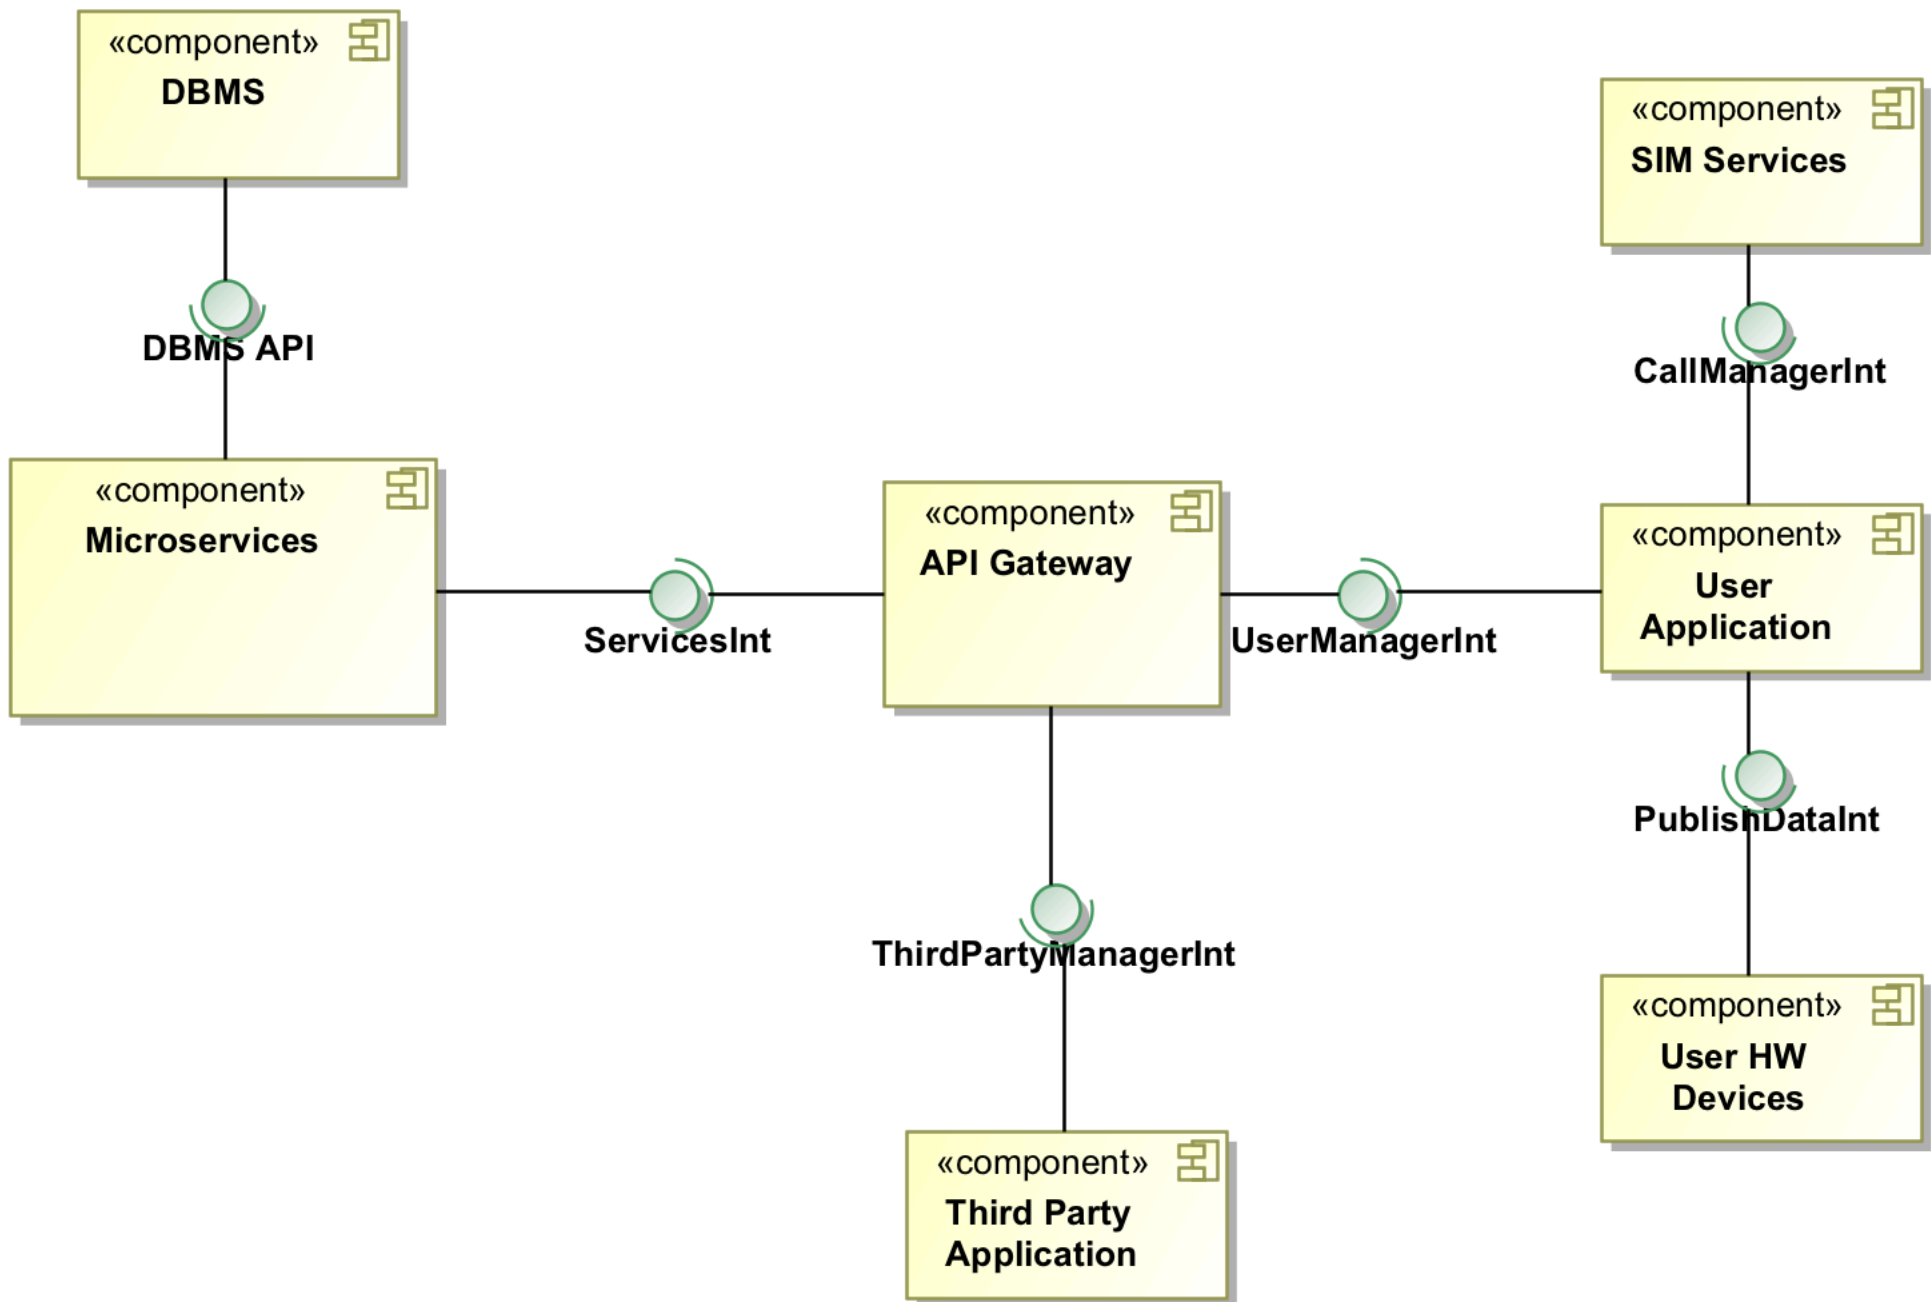 «component»
DBMS
«component»
SIM Services
DBMS API
CallManagerInt
«component»
Microservices
«component»
API Gateway
«component»
User
Application
ServicesInt
UserManagerInt
PublishDataInt
ThirdPartyManagerInt
«component»
User HW
Devices
«component»
Third Party
Application